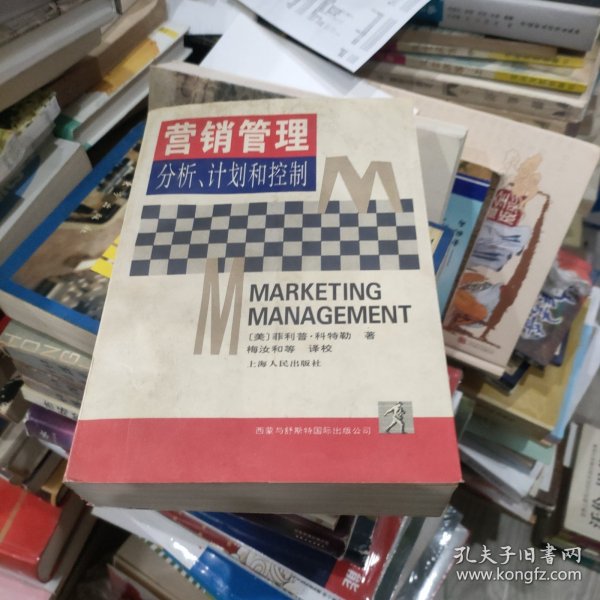 营销管理
分析、计划和控制
M
M
MARKETING
MANAGEMENT
〔美〕菲利普·科特勒 著
梅汝和等 译校
上海人民出版社
西蒙与舒斯特国际出版公司
孔夫子旧书网
www.kongfz.com